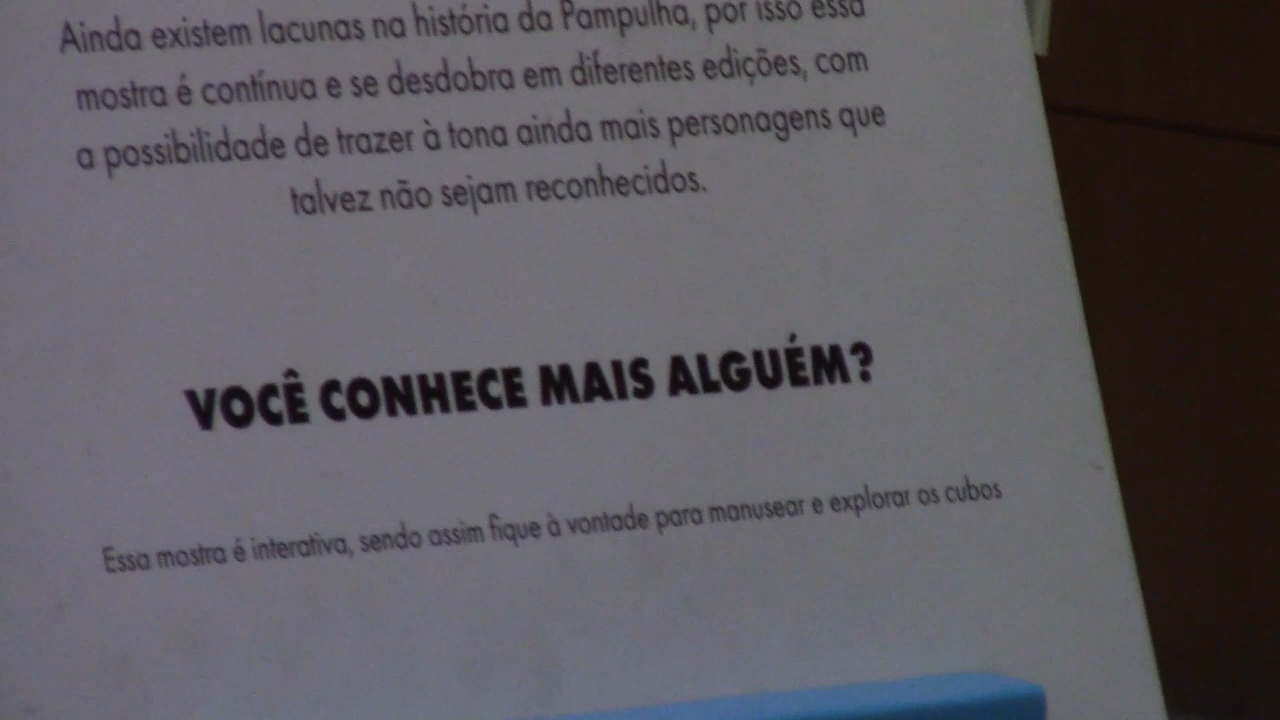 Ainda existem lacunas na história da Pampulha, por isso essa
mostra é contínua e se desdobra em diferentes edições, com
a possibilidade de trazer à tona ainda mais personagens que
talvez não sejam reconhecidos.
VOCÊ CONHECE MAIS ALGUÉM?
Essa mostra é interativa, sendo assim fique à vontade para manusear e explorar os cubos